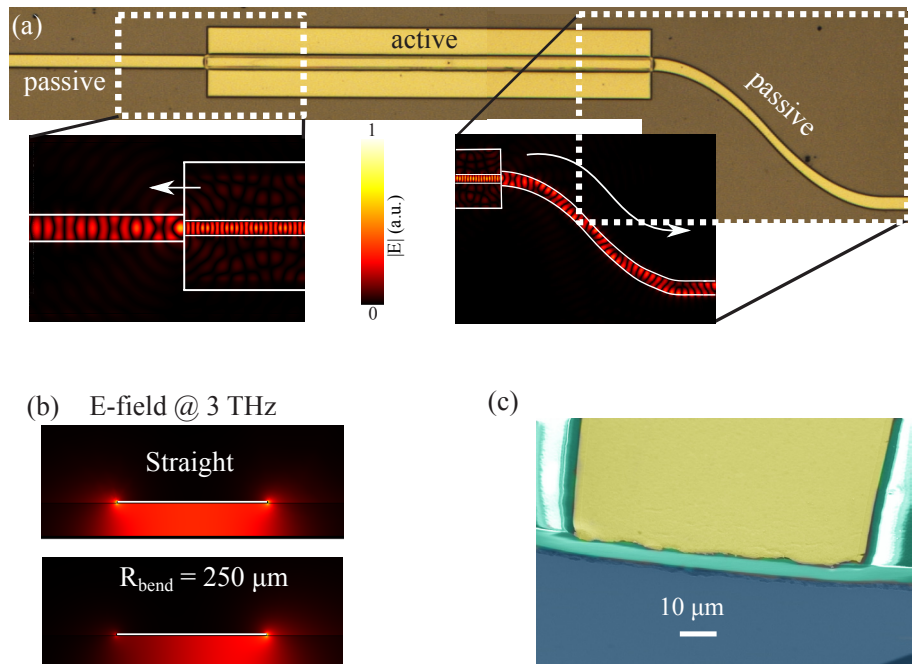 (a)
active
passive
passive
1
|E| (a.u.)
0
(b) E-field @ 3 THz
Straight
R_bend = 250 μm
(c)
10 μm